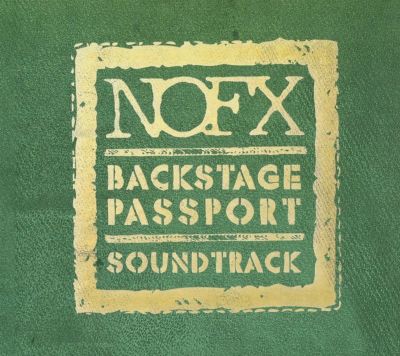 NOFX
BACKSTAGE
PASSPORT
SOUNDTRACK